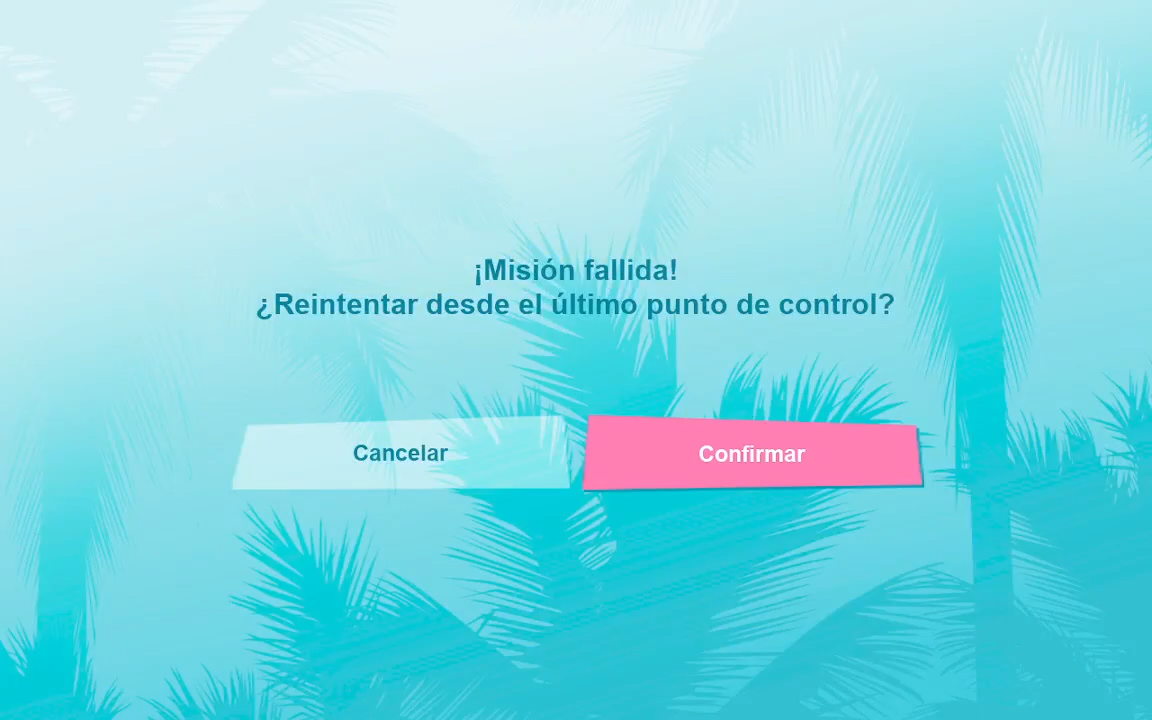 ¡Misión fallida!
¿Reintentar desde el último punto de control?
Cancelar
Confirmar